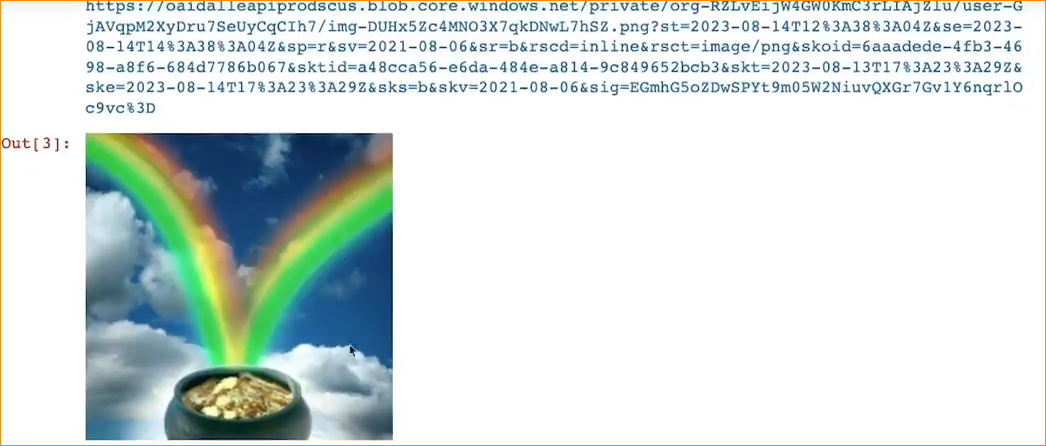 https://oaidalleapiprodscus.blob.core.windows.net/private/org-RZLvEijW4GW0KmC3rLIAjZlu/user-G
jAVqpM2XyDru7SeUyCqCIh7/img-DUHx5Zc4MNO3X7qkDNwL7hSZ.png?st=2023-08-14T12%3A38%3A04Z&se=2023-
08-14T14%3A38%3A04Z&sp=r&sv=2021-08-06&sr=b&rscd=inline&rsct=image/png&skoid=6aaadede-4fb3-46
98-a8f6-684d7786b067&sktid=a48cca56-e6da-484e-a814-9c849652bcb3&skt=2023-08-13T17%3A23%3A29Z&
ske=2023-08-14T17%3A23%3A29Z&sks=b&skv=2021-08-06&sig=EGmhG5oZDwSPYt9m05W2NiuvQXGr7Gv1Y6nqrlO
c9vc%3D
Out[3]: